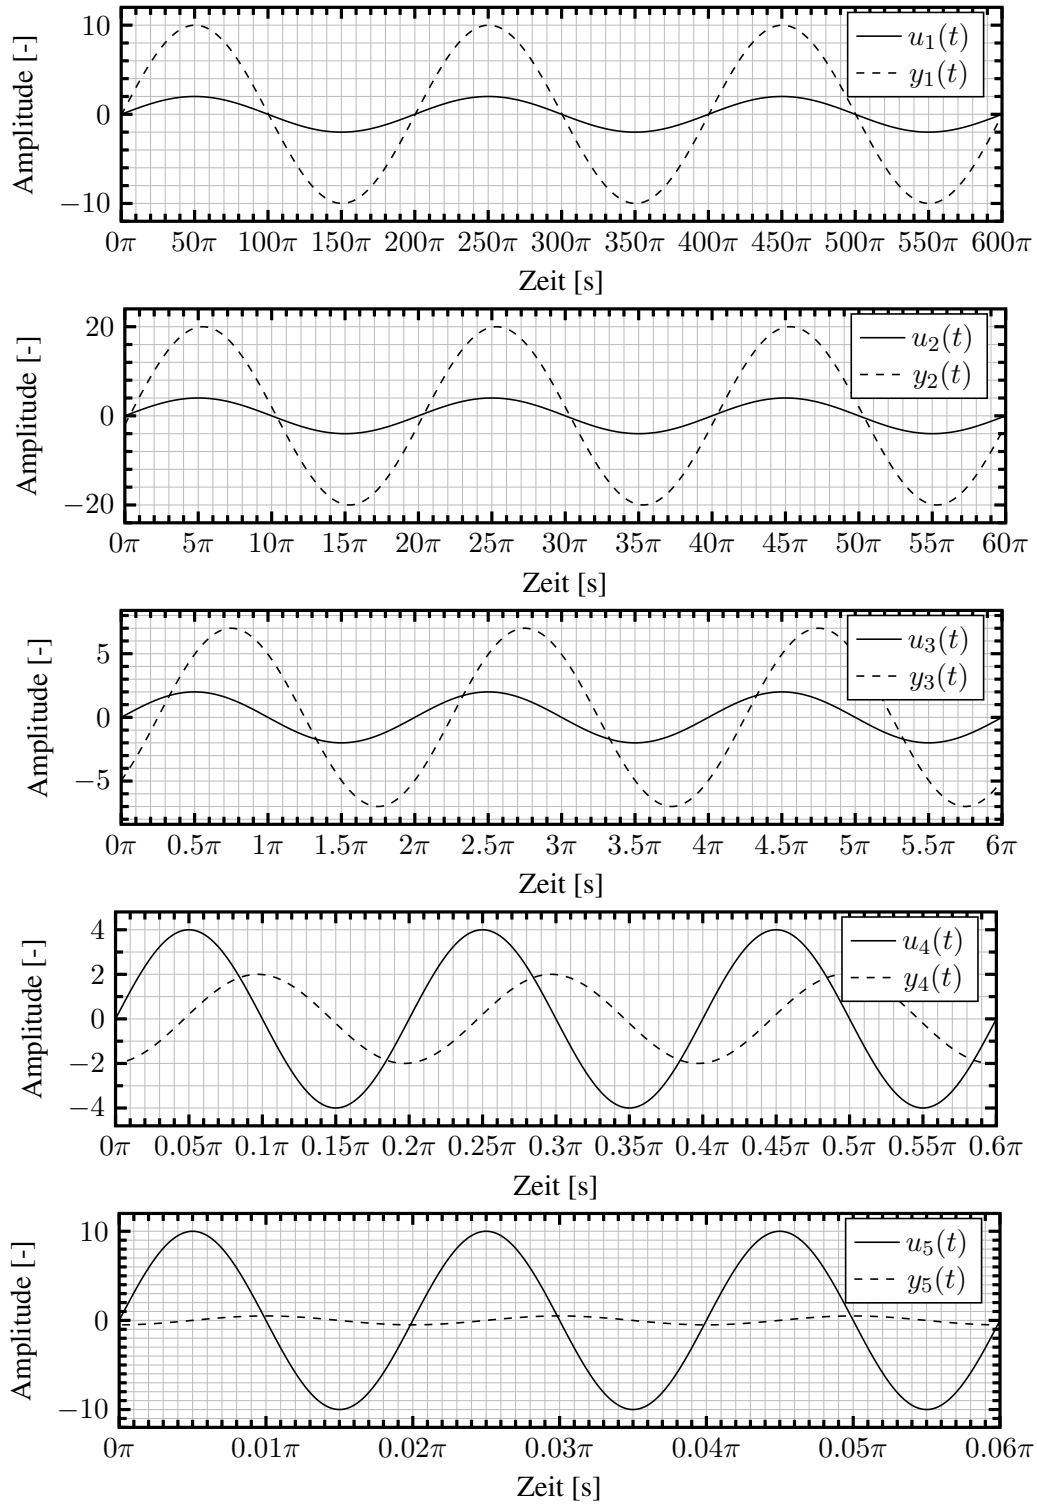 Amplitude [-]
10
0
−10
u1(t)
y1(t)
0π 50π 100π 150π 200π 250π 300π 350π 400π 450π 500π 550π 600π
Zeit [s]
Amplitude [-]
20
0
−20
u2(t)
y2(t)
0π 5π 10π 15π 20π 25π 30π 35π 40π 45π 50π 55π 60π
Zeit [s]
Amplitude [-]
5
0
−5
u3(t)
y3(t)
0π 0.5π 1π 1.5π 2π 2.5π 3π 3.5π 4π 4.5π 5π 5.5π 6π
Zeit [s]
Amplitude [-]
4
2
0
−2
−4
u4(t)
y4(t)
0π 0.05π 0.1π 0.15π 0.2π 0.25π 0.3π 0.35π 0.4π 0.45π 0.5π 0.55π 0.6π
Zeit [s]
Amplitude [-]
10
0
−10
u5(t)
y5(t)
0π 0.01π 0.02π 0.03π 0.04π 0.05π 0.06π
Zeit [s]